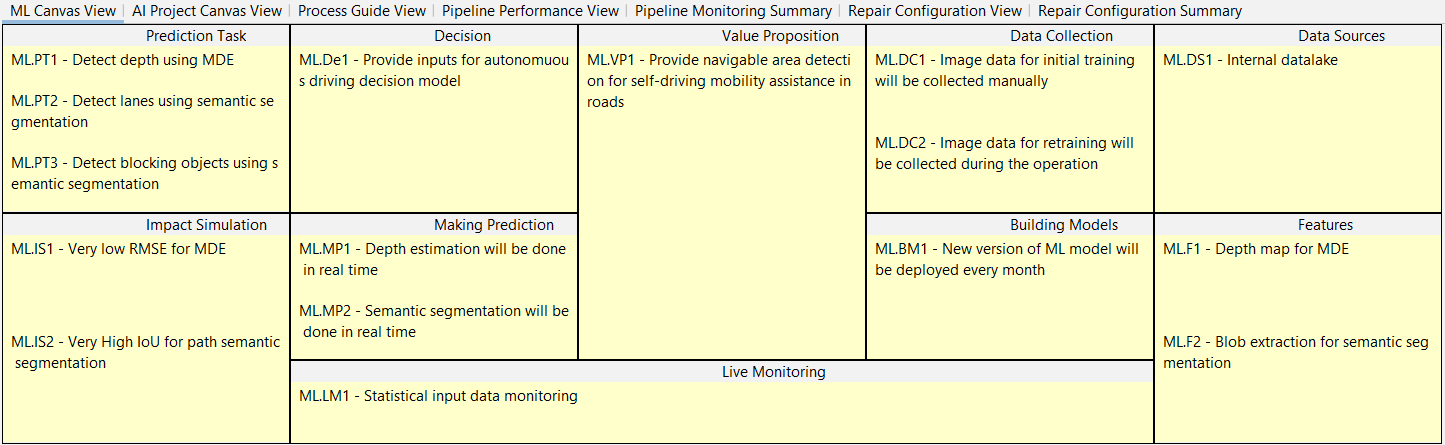 ML Canvas View | AI Project Canvas View | Process Guide View | Pipeline Performance View | Pipeline Monitoring Summary | Repair Configuration View | Repair Configuration Summary
Prediction Task
ML.PT1 - Detect depth using MDE
ML.PT2 - Detect lanes using semantic se
gmentation
ML.PT3 - Detect blocking objects using s
emantic segmentation
Decision
ML.De1 - Provide inputs for autonomuou
s driving decision model
Value Proposition
ML.VP1 - Provide navigable area detecti
on for self-driving mobility assistance in
roads
Data Collection
ML.DC1 - Image data for initial training
will be collected manually
ML.DC2 - Image data for retraining will
be collected during the operation
Data Sources
ML.DS1 - Internal datalake
Impact Simulation
ML.IS1 - Very low RMSE for MDE
ML.IS2 - Very High IoU for path semantic
segmentation
Making Prediction
ML.MP1 - Depth estimation will be done
in real time
ML.MP2 - Semantic segmentation will be
done in real time
Building Models
ML.BM1 - New version of ML model will
be deployed every month
Features
ML.F1 - Depth map for MDE
ML.F2 - Blob extraction for semantic seg
mentation
Live Monitoring
ML.LM1 - Statistical input data monitoring